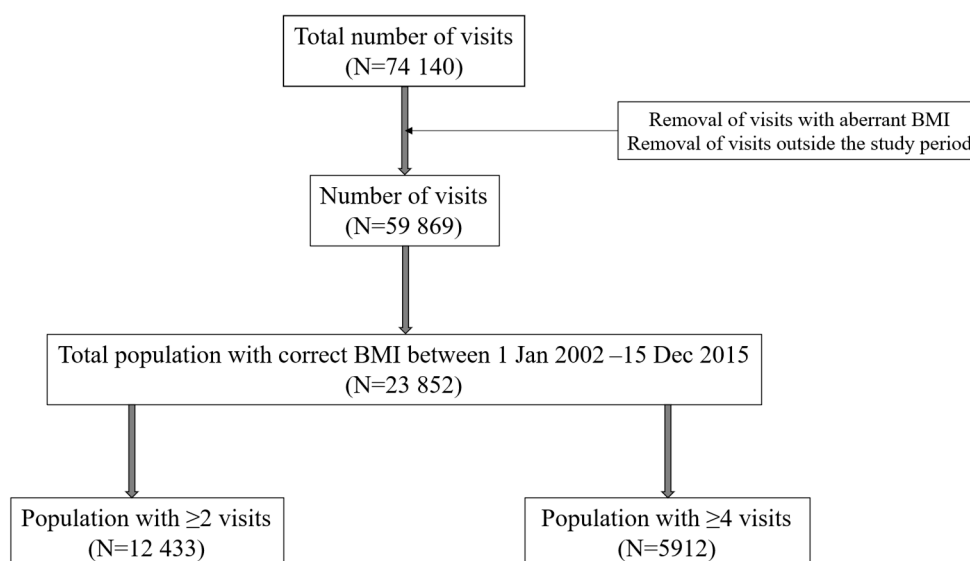 Total number of visits
(N=74 140)
Removal of visits with aberrant BMI
Removal of visits outside the study period
Number of visits
(N=59 869)
Total population with correct BMI between 1 Jan 2002 –15 Dec 2015
(N=23 852)
Population with ≥2 visits
(N=12 433)
Population with ≥4 visits
(N=5912)